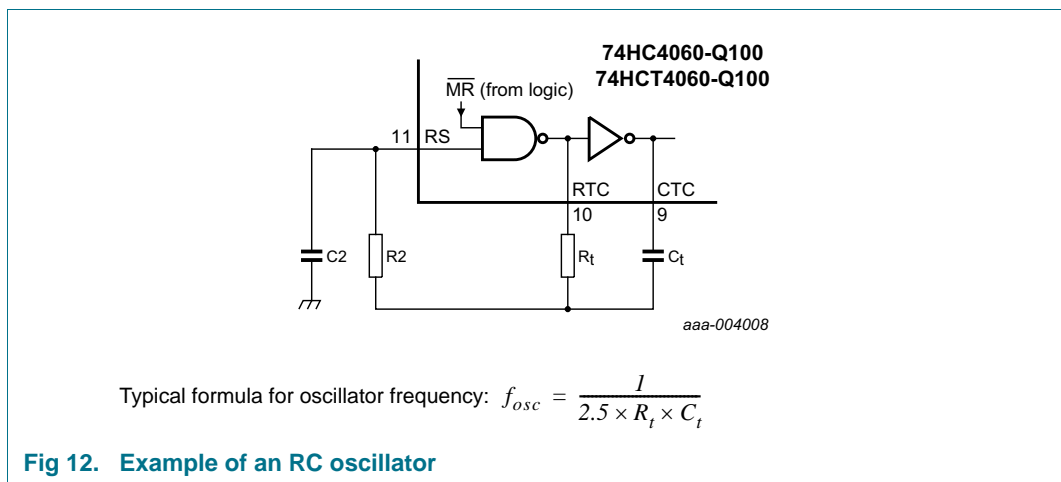 74HC4060-Q100
74HCT4060-Q100
MR (from logic)
11 RS
RTC CTC
10 9
C2 R2 Rt Ct
aaa-004008
Typical formula for oscillator frequency: fosc = 1 / (2.5 × Rt × Ct)
Fig 12. Example of an RC oscillator